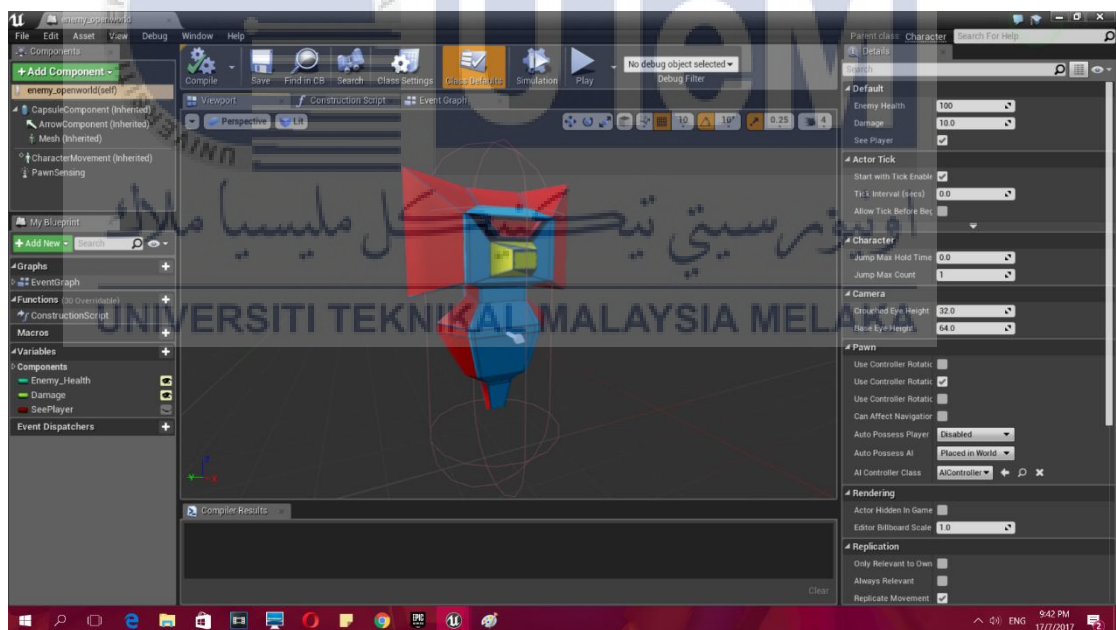 enemy_openworld
File Edit Asset View Debug Window Help
Parent class: Character
Search For Help
Components
+Add Component
enemy_openworld(self)
CapsuleComponent (Inherited)
ArrowComponent (Inherited)
Mesh (Inherited)
CharacterMovement (Inherited)
PawnSensing
My Blueprint
+Add New
Search
Graphs
EventGraph
Functions (30 Overridable)
ConstructionScript
Macros
Variables
Components
Enemy_Health
Damage
SeePlayer
Event Dispatchers
Compile
Save
Find in CB
Search
Class Settings
Class Defaults
Simulation
Play
No debug object selected
Debug Filter
Viewport
Construction Script
Event Graph
Perspective
Lit
10
10°
0.25
4
UTeM
اونيۏرسيتي تيكنيكل مليسيا ملاك
UNIVERSITI TEKNIKAL MALAYSIA MELAKA
Compiler Results
Clear
Details
Search
Default
Enemy Health 100
Damage 10.0
See Player
Actor Tick
Start with Tick Enable
Tick Interval (secs) 0.0
Allow Tick Before Beg
Character
Jump Max Hold Time 0.0
Jump Max Count 1
Camera
Crouched Eye Height 32.0
Base Eye Height 64.0
Pawn
Use Controller Rotatic
Use Controller Rotatic
Use Controller Rotatic
Can Affect Navigation
Auto Possess Player Disabled
Auto Possess AI Placed in World
AI Controller Class AIController
Rendering
Actor Hidden In Game
Editor Billboard Scale 1.0
Replication
Only Relevant to Own
Always Relevant
Replicate Movement
ENG
9:42 PM
17/7/2017